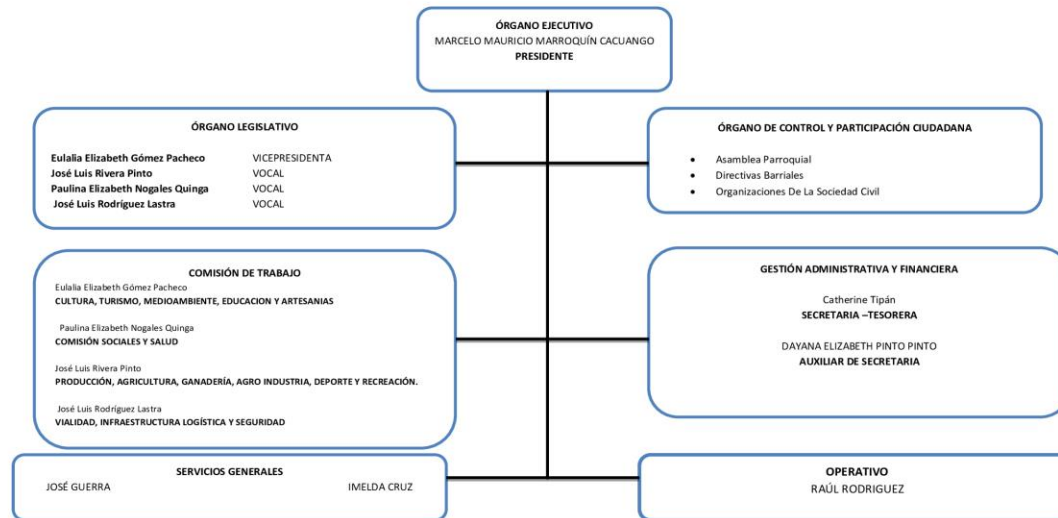 ÓRGANO EJECUTIVO
MARCELO MAURICIO MARROQUÍN CACUANGO
PRESIDENTE
ÓRGANO LEGISLATIVO
Eulalia Elizabeth Gómez Pacheco VICEPRESIDENTA
José Luis Rivera Pinto VOCAL
Paulina Elizabeth Nogales Quinga VOCAL
José Luis Rodríguez Lastra VOCAL
ÓRGANO DE CONTROL Y PARTICIPACIÓN CIUDADANA
• Asamblea Parroquial
• Directivas Barriales
• Organizaciones De La Sociedad Civil
COMISIÓN DE TRABAJO
Eulalia Elizabeth Gómez Pacheco
CULTURA, TURISMO, MEDIOAMBIENTE, EDUCACION Y ARTESANIAS
Paulina Elizabeth Nogales Quinga
COMISIÓN SOCIALES Y SALUD
José Luis Rivera Pinto
PRODUCCIÓN, AGRICULTURA, GANADERÍA, AGRO INDUSTRIA, DEPORTE Y RECREACIÓN.
José Luis Rodríguez Lastra
VIALIDAD, INFRAESTRUCTURA LOGÍSTICA Y SEGURIDAD
GESTIÓN ADMINISTRATIVA Y FINANCIERA
Catherine Tipán
SECRETARIA –TESORERA
DAYANA ELIZABETH PINTO PINTO
AUXILIAR DE SECRETARIA
SERVICIOS GENERALES
JOSÉ GUERRA IMELDA CRUZ
OPERATIVO
RAÚL RODRIGUEZ